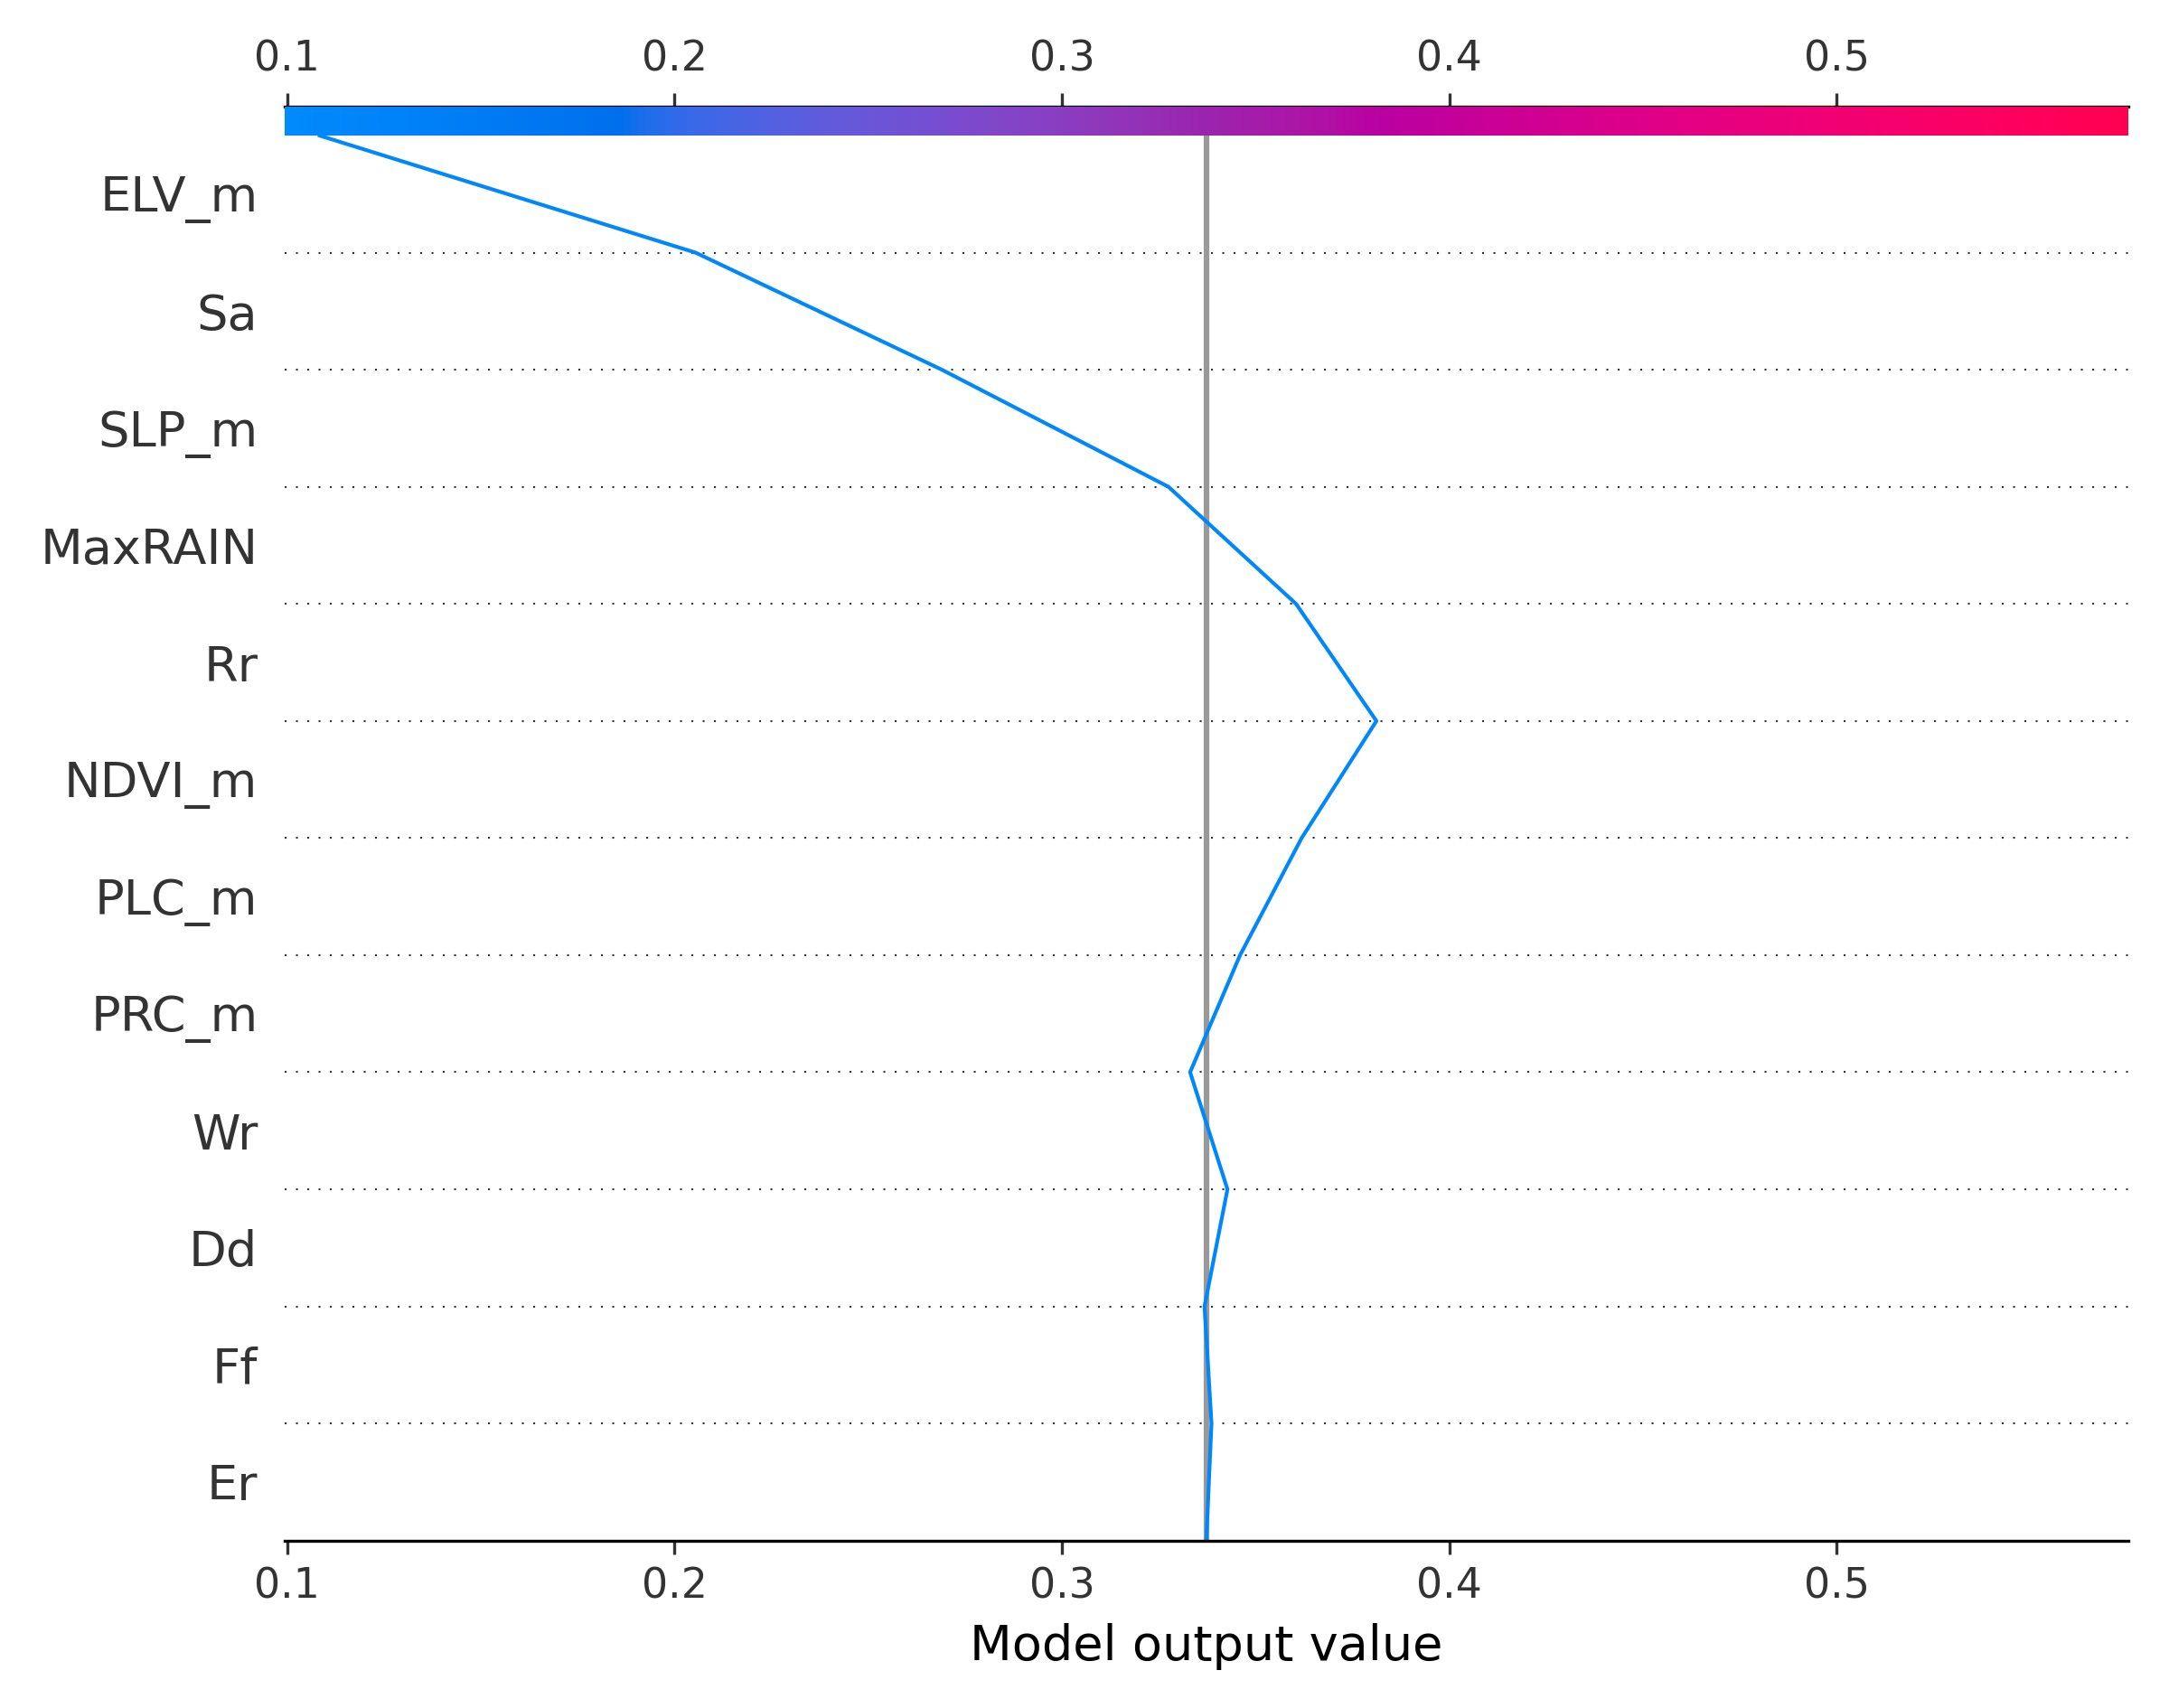 0.1 0.2 0.3 0.4 0.5
ELV_m
Sa
SLP_m
MaxRAIN
Rr
NDVI_m
PLC_m
PRC_m
Wr
Dd
Ff
Er
0.1 0.2 0.3 0.4 0.5
Model output value